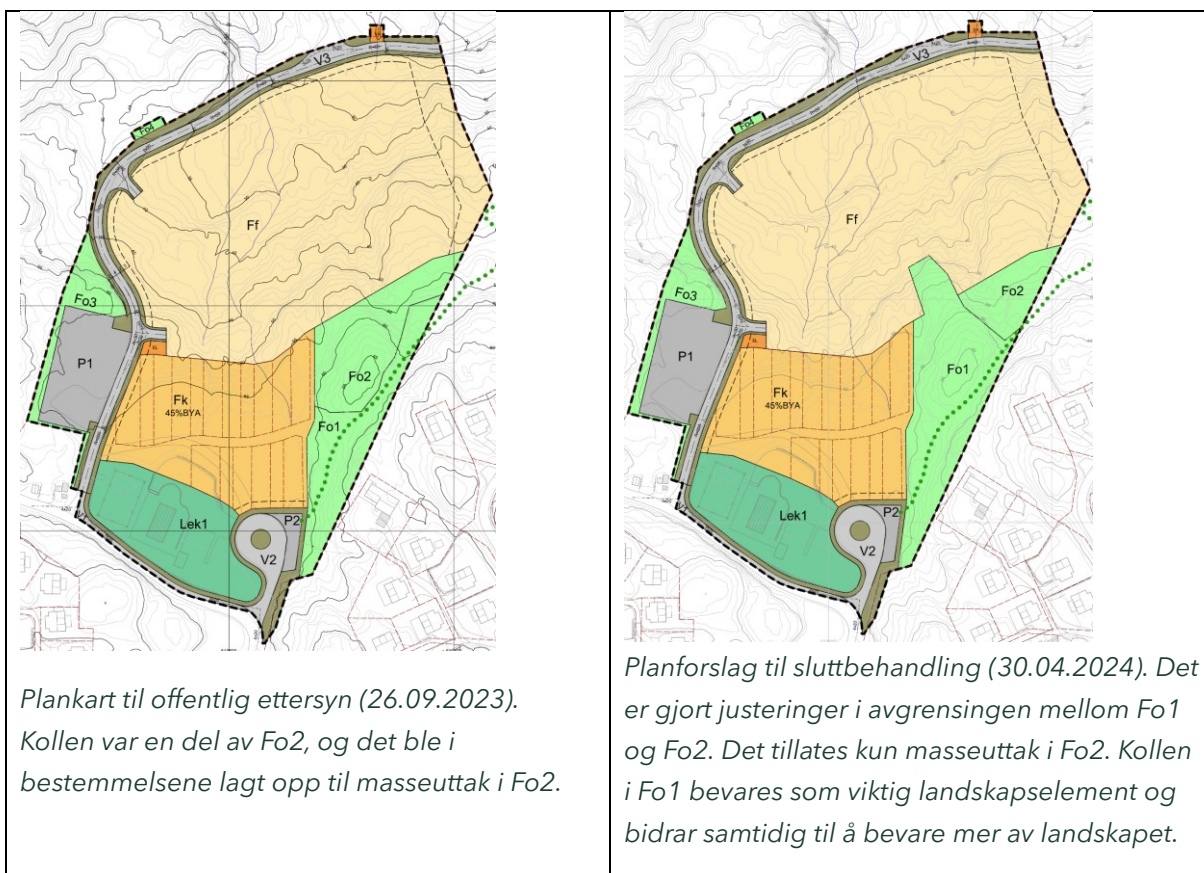 V3
Fo4
Ff
Fo3
P1
Fk
45%BYA
Fo2
Fo1
Lek1
P2
V2
Plankart til offentlig ettersyn (26.09.2023).
Kollen var en del av Fo2, og det ble i
bestemmelsene lagt opp til masseuttak i Fo2.
V3
Fo4
Ff
Fo3
Fo2
P1
Fo1
Fk
45%BYA
Lek1
P2
V2
Planforslag til sluttbehandling (30.04.2024). Det
er gjort justeringer i avgrensingen mellom Fo1
og Fo2. Det tillates kun masseuttak i Fo2. Kollen
i Fo1 bevares som viktig landskapselement og
bidrar samtidig til å bevare mer av landskapet.